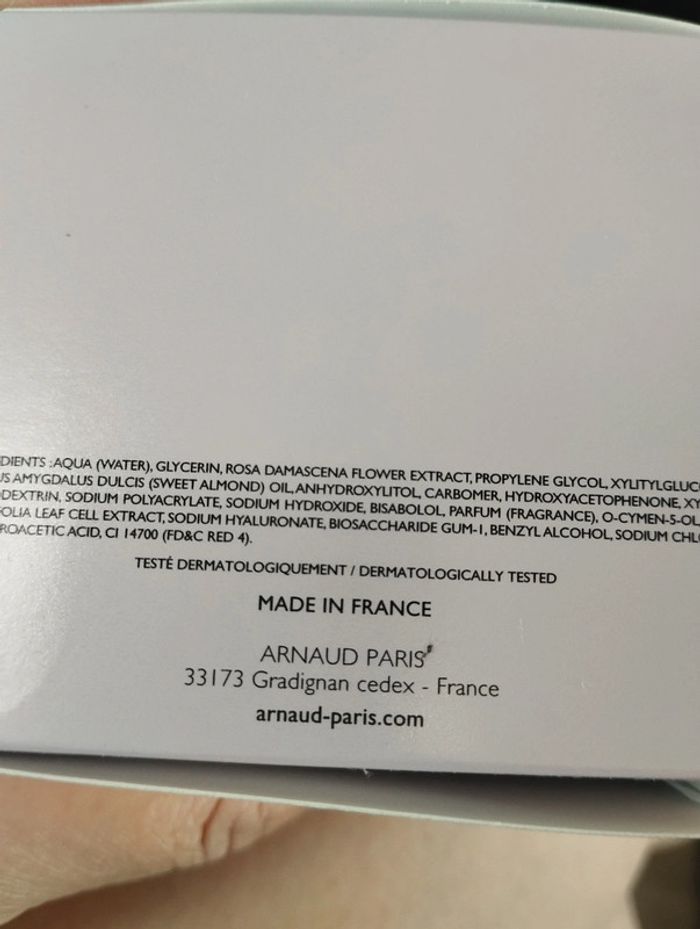 DIENTS : AQUA (WATER), GLYCERIN, ROSA DAMASCENA FLOWER EXTRACT, PROPYLENE GLYCOL, XYLITYLGLUC
US AMYGDALUS DULCIS (SWEET ALMOND) OIL, ANHYDROXYLITOL, CARBOMER, HYDROXYACETOPHENONE, XY
DEXTRIN, SODIUM POLYACRYLATE, SODIUM HYDROXIDE, BISABOLOL, PARFUM (FRAGRANCE), O-CYMEN-5-OL
OLIA LEAF CELL EXTRACT, SODIUM HYALURONATE, BIOSACCHARIDE GUM-1, BENZYL ALCOHOL, SODIUM CHL
ROACETIC ACID, CI 14700 (FD&C RED 4).
TESTÉ DERMATOLOGIQUEMENT / DERMATOLOGICALLY TESTED
MADE IN FRANCE
ARNAUD PARIS
33173 Gradignan cedex - France
arnaud-paris.com